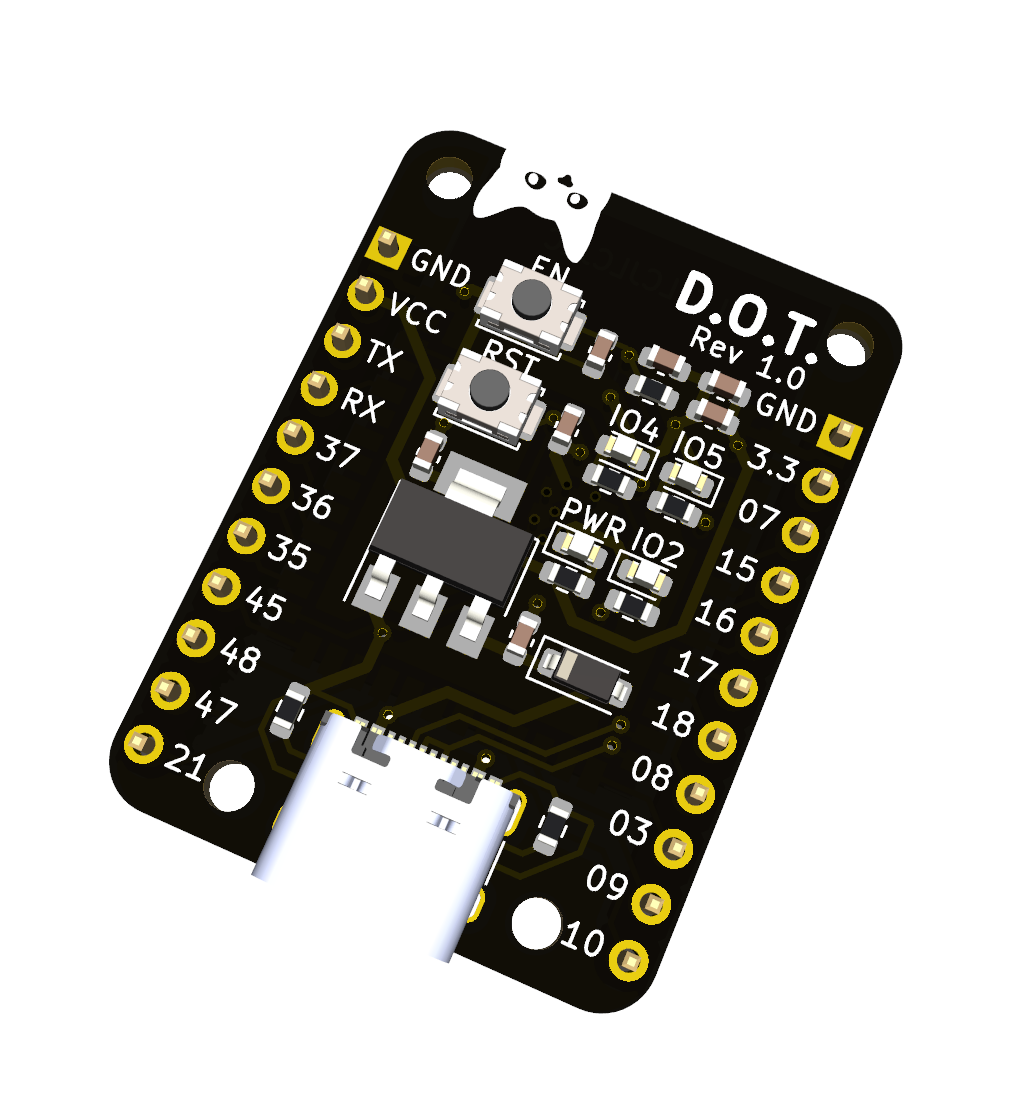 EN
RST
D.O.T.
Rev 1.0
GND
VCC
TX
RX
37
36
35
45
48
47
21
IO4
IO5
PWR
IO2
GND
3.3
07
15
16
17
18
08
03
09
10